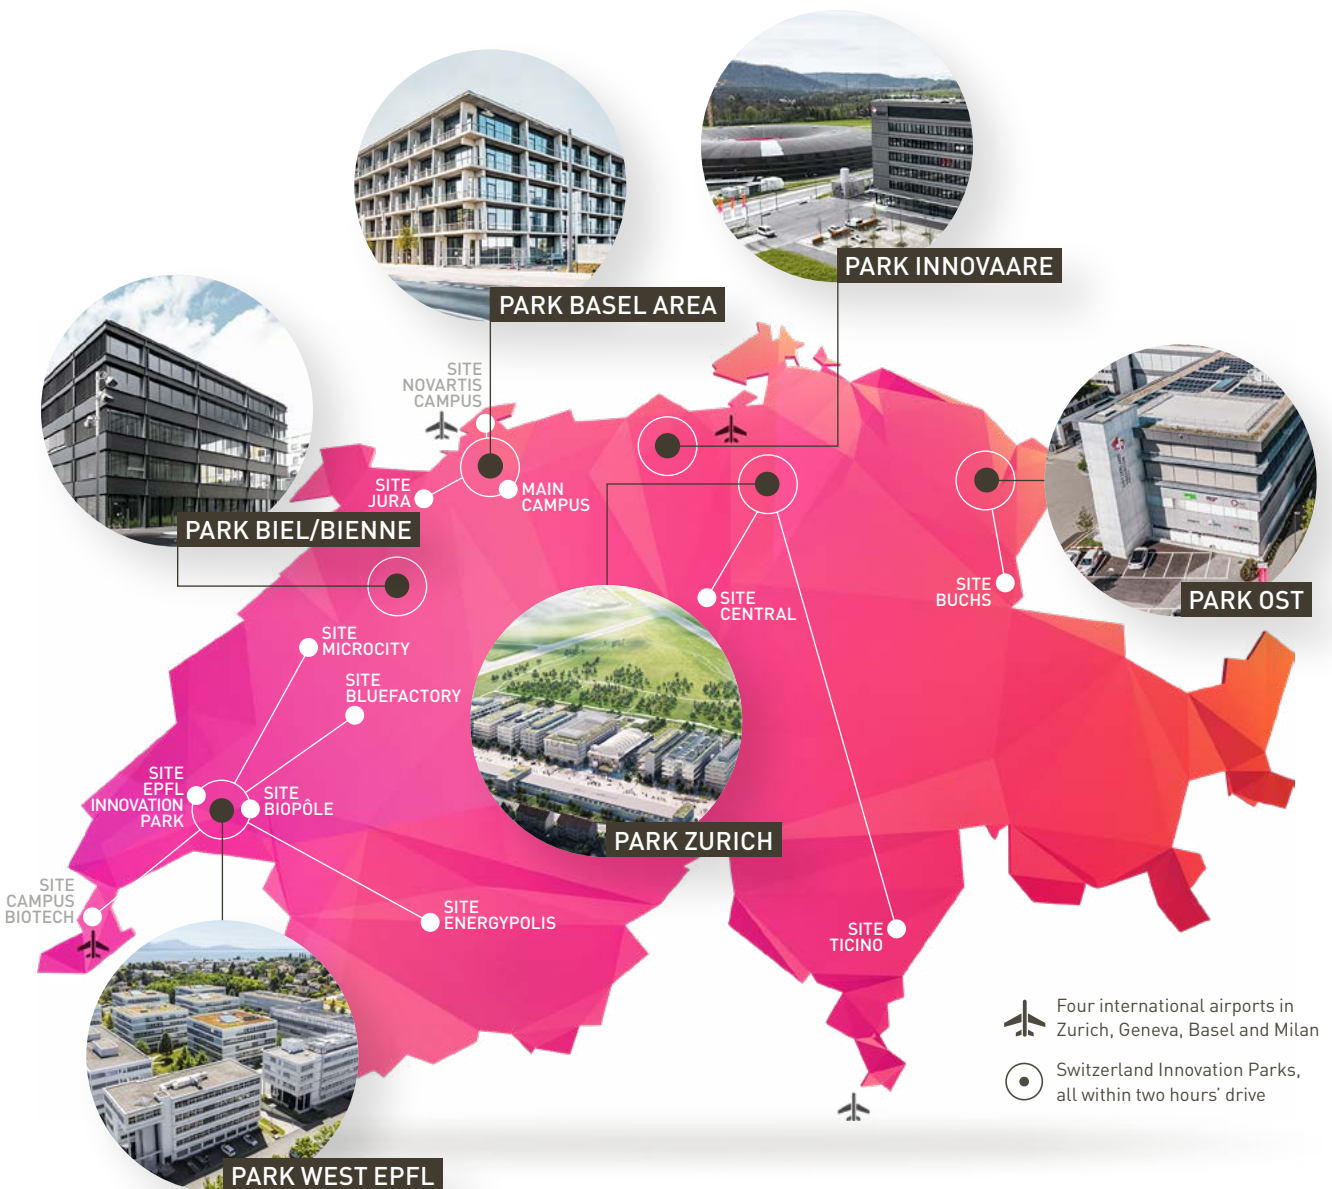 PARK INNOVAARE
PARK BASEL AREA
SITE
NOVARTIS
CAMPUS
SITE
JURA
MAIN
CAMPUS
PARK BIEL/BIENNE
SITE
BUCHS
PARK OST
SITE
CENTRAL
SITE
MICROCITY
SITE
BLUEFACTORY
SITE
EPFL
INNOVATION
PARK
SITE
BIOPÔLE
PARK ZURICH
SITE
CAMPUS
BIOTECH
SITE
ENERGYPOLIS
SITE
TICINO
Four international airports in
Zurich, Geneva, Basel and Milan
Switzerland Innovation Parks,
all within two hours' drive
PARK WEST EPFL